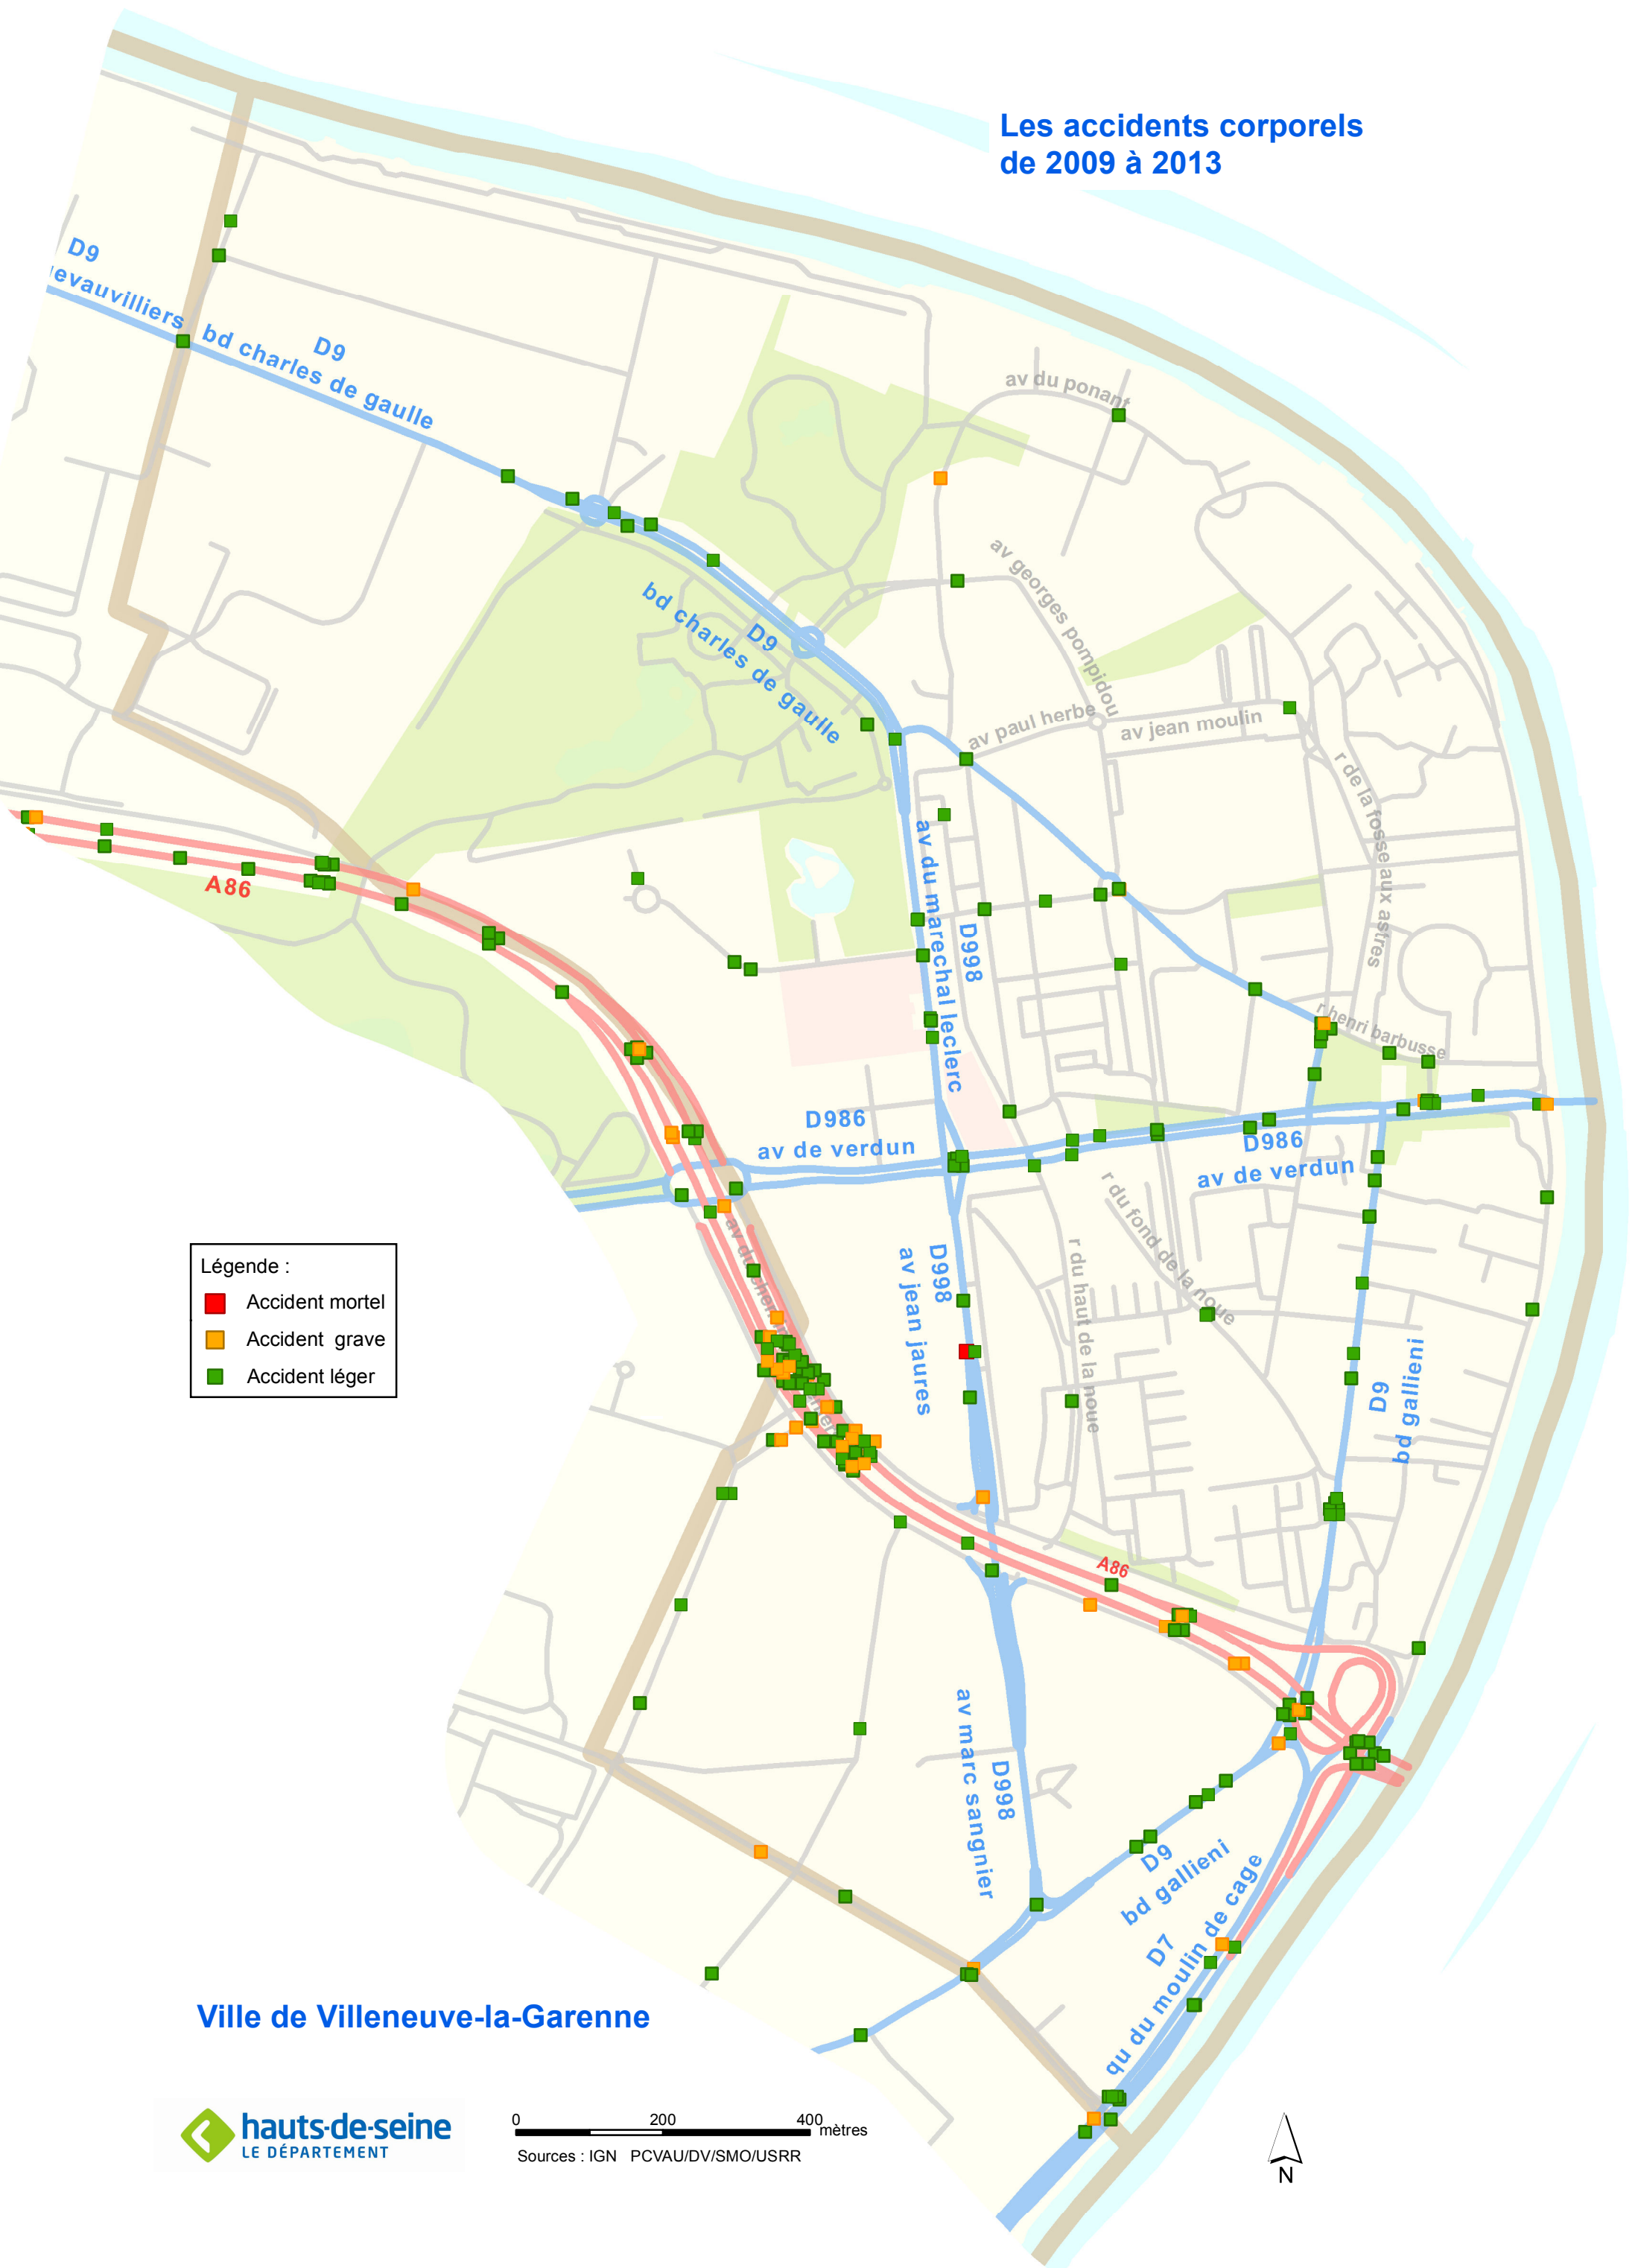 Les accidents corporels
de 2009 à 2013
D9
D9
bd charles de gaulle
av du ponant
av georges pompidou
D9
bd charles de gaulle
av paul herbe
av jean moulin
r de la fosse aux astres
A86
av du marechal leclerc
D998
r henri barbusse
D986
av de verdun
D986
av de verdun
r du fond de la noue
D998
av jean jaures
r du haut de la noue
D9
bd gallieni
Légende :
Accident mortel
Accident grave
Accident léger
A86
av marc sangnier
D998
D9
bd gallieni
D7
qu du moulin de cage
Ville de Villeneuve-la-Garenne
hauts-de-seine
LE DÉPARTEMENT
0 200 400
mètres
Sources : IGN PCVAU/DV/SMO/USRR
N